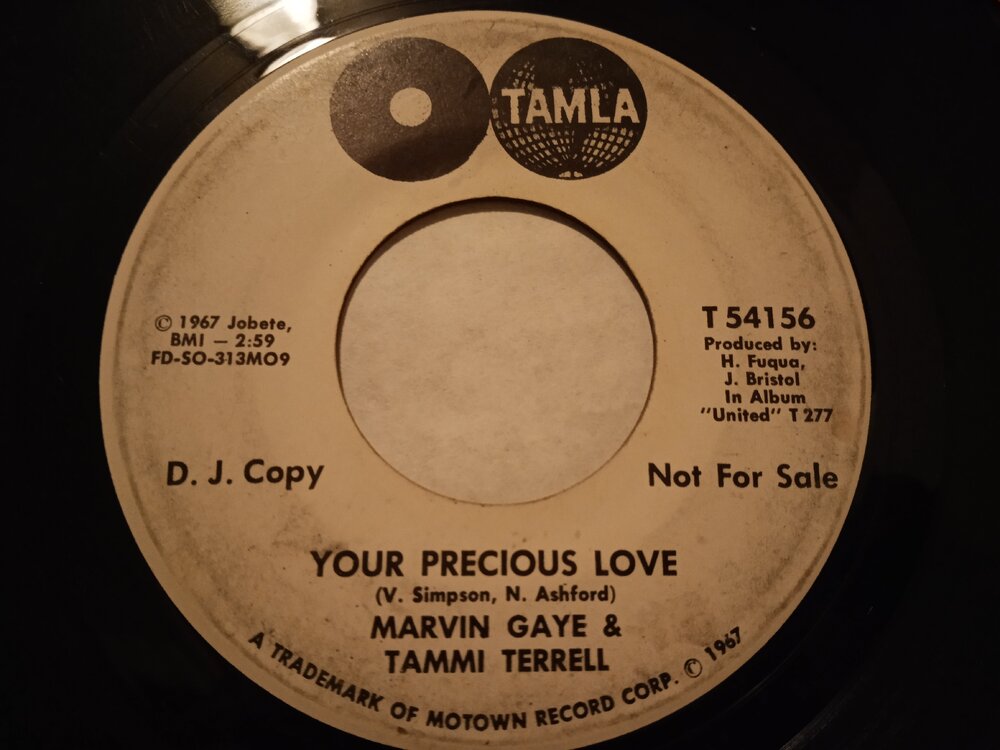 TAMLA
© 1967 Jobete,
BMI — 2:59
FD-SO-313MO9
T 54156
Produced by:
H. Fuqua,
J. Bristol
In Album
"United" T 277
D. J. Copy
Not For Sale
YOUR PRECIOUS LOVE
(V. Simpson, N. Ashford)
MARVIN GAYE &
TAMMI TERRELL
A TRADEMARK OF MOTOWN RECORD CORP. © 1967